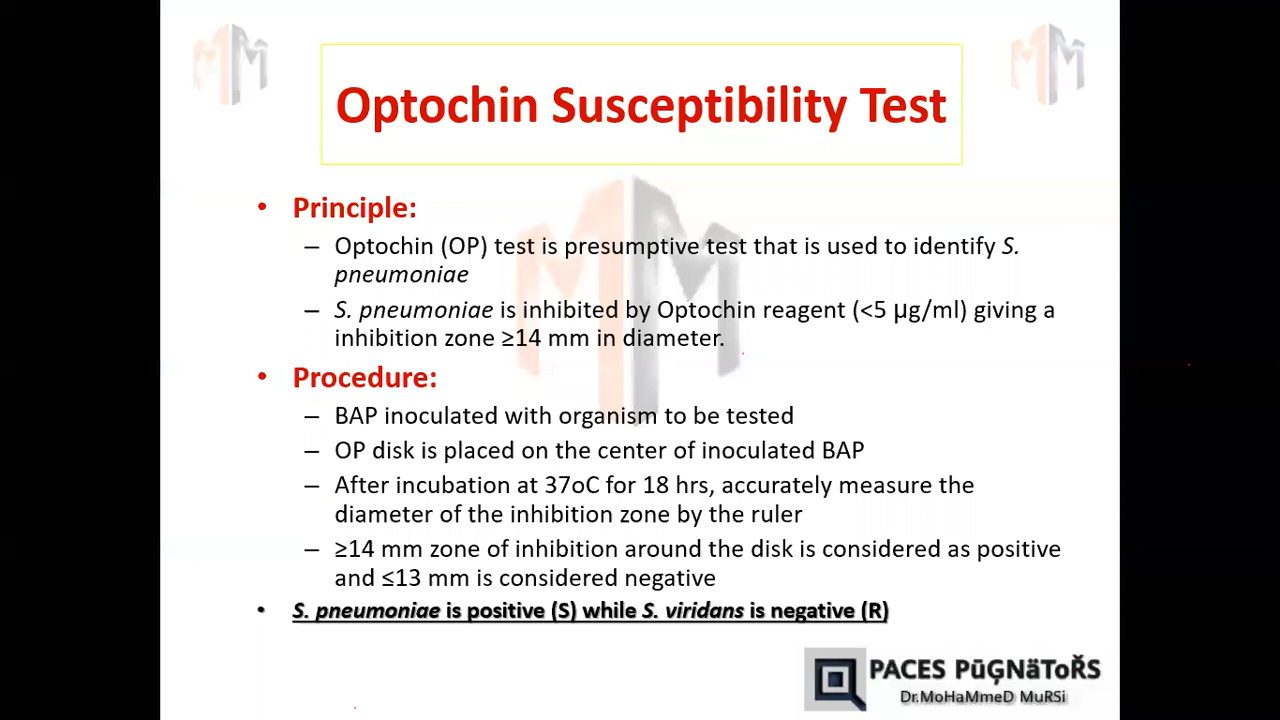 MM
MM
Optochin Susceptibility Test
• Principle:
– Optochin (OP) test is presumptive test that is used to identify S.
pneumoniae
– S. pneumoniae is inhibited by Optochin reagent (<5 µg/ml) giving a
inhibition zone ≥14 mm in diameter.
• Procedure:
– BAP inoculated with organism to be tested
– OP disk is placed on the center of inoculated BAP
– After incubation at 37oC for 18 hrs, accurately measure the
diameter of the inhibition zone by the ruler
– ≥14 mm zone of inhibition around the disk is considered as positive
and ≤13 mm is considered negative
• S. pneumoniae is positive (S) while S. viridans is negative (R)
MM
PACES PūĢNäToŘS
Dr.MoHaMmeD MuRSi